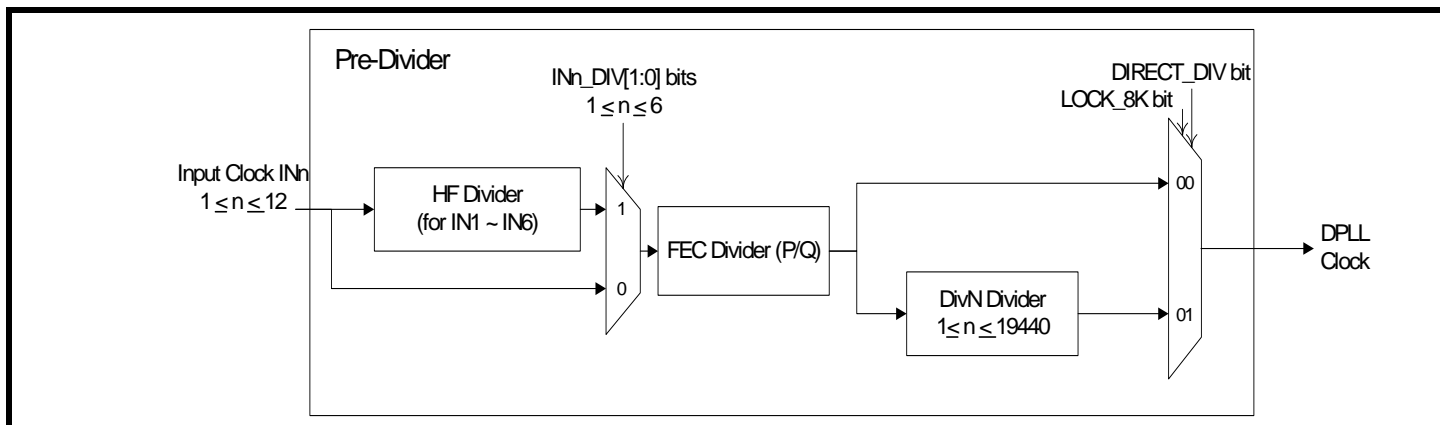 Pre-Divider
INn_DIV[1:0] bits
1 ≤ n ≤ 6
DIRECT_DIV bit
LOCK_8K bit
Input Clock INn
1 ≤ n ≤ 12
HF Divider
(for IN1 ~ IN6)
1
0
FEC Divider (P/Q)
00
DivN Divider
1 ≤ n ≤ 19440
01
DPLL
Clock